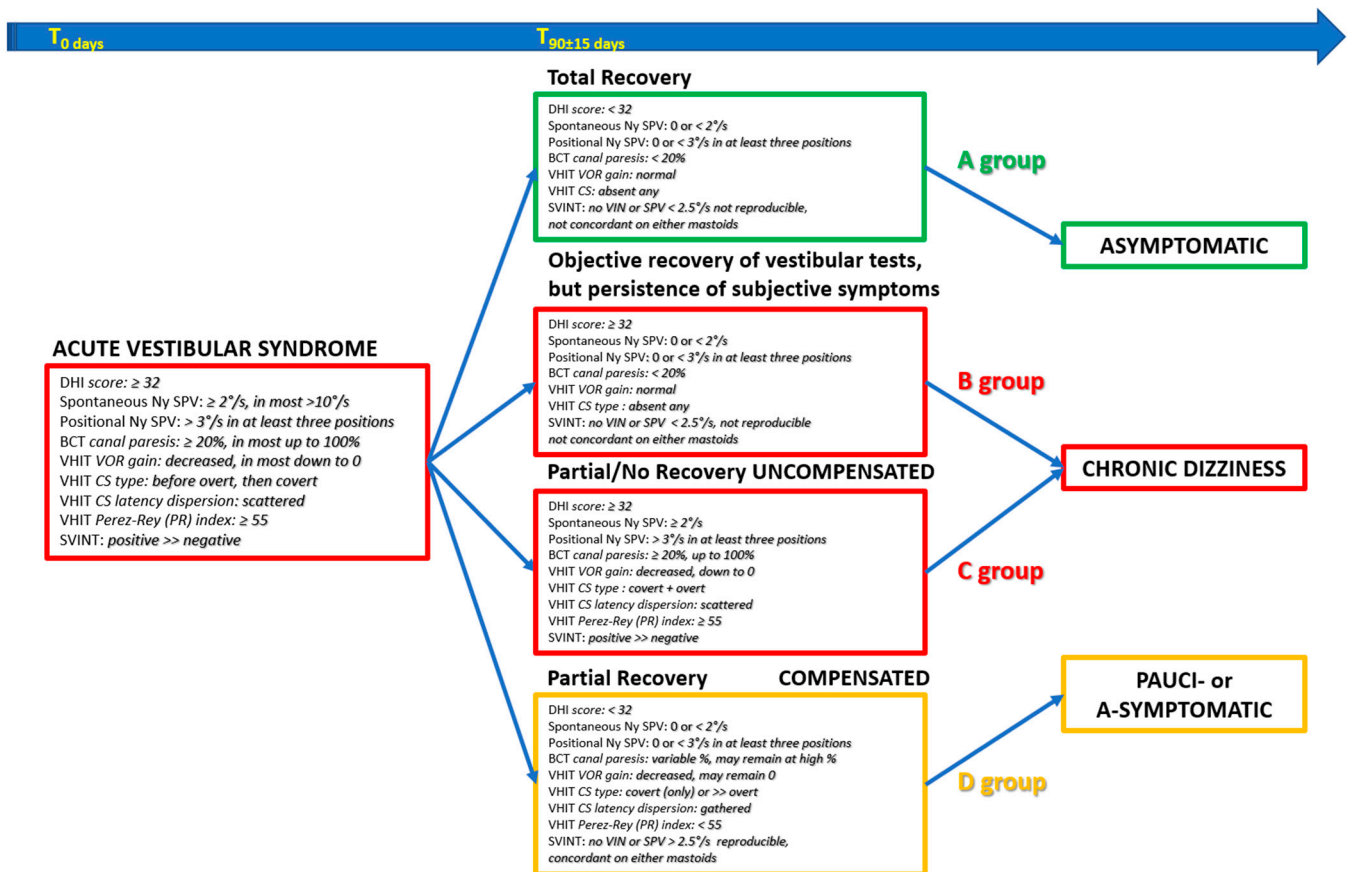 T0 days
T90±15 days
Total Recovery
DHI score: < 32
Spontaneous Ny SPV: 0 or < 2°/s
Positional Ny SPV: 0 or < 3°/s in at least three positions
BCT canal paresis: < 20%
VHIT VOR gain: normal
VHIT CS: absent any
SVINT: no VIN or SPV < 2.5°/s not reproducible,
not concordant on either mastoids
A group
ASYMPTOMATIC
Objective recovery of vestibular tests,
but persistence of subjective symptoms
DHI score: ≥ 32
Spontaneous Ny SPV: 0 or < 2°/s
Positional Ny SPV: 0 or < 3°/s in at least three positions
BCT canal paresis: < 20%
VHIT VOR gain: normal
VHIT CS type : absent any
SVINT: no VIN or SPV < 2.5°/s, not reproducible
not concordant on either mastoids
B group
ACUTE VESTIBULAR SYNDROME
DHI score: ≥ 32
Spontaneous Ny SPV: ≥ 2°/s, in most >10°/s
Positional Ny SPV: > 3°/s in at least three positions
BCT canal paresis: ≥ 20%, in most up to 100%
VHIT VOR gain: decreased, in most down to 0
VHIT CS type: before overt, then covert
VHIT CS latency dispersion: scattered
VHIT Perez-Rey (PR) index: ≥ 55
SVINT: positive >> negative
CHRONIC DIZZINESS
Partial/No Recovery UNCOMPENSATED
DHI score: ≥ 32
Spontaneous Ny SPV: ≥ 2°/s
Positional Ny SPV: > 3°/s in at least three positions
BCT canal paresis: ≥ 20%, up to 100%
VHIT VOR gain: decreased, down to 0
VHIT CS type : covert + overt
VHIT CS latency dispersion: scattered
VHIT Perez-Rey (PR) index: ≥ 55
SVINT: positive >> negative
C group
Partial Recovery COMPENSATED
DHI score: < 32
Spontaneous Ny SPV: 0 or < 2°/s
Positional Ny SPV: 0 or < 3°/s in at least three positions
BCT canal paresis: variable %, may remain at high %
VHIT VOR gain: decreased, may remain 0
VHIT CS type: covert (only) or >> overt
VHIT CS latency dispersion: gathered
VHIT Perez-Rey (PR) index: < 55
SVINT: no VIN or SPV > 2.5°/s reproducible,
concordant on either mastoids
D group
PAUCI- or
A-SYMPTOMATIC